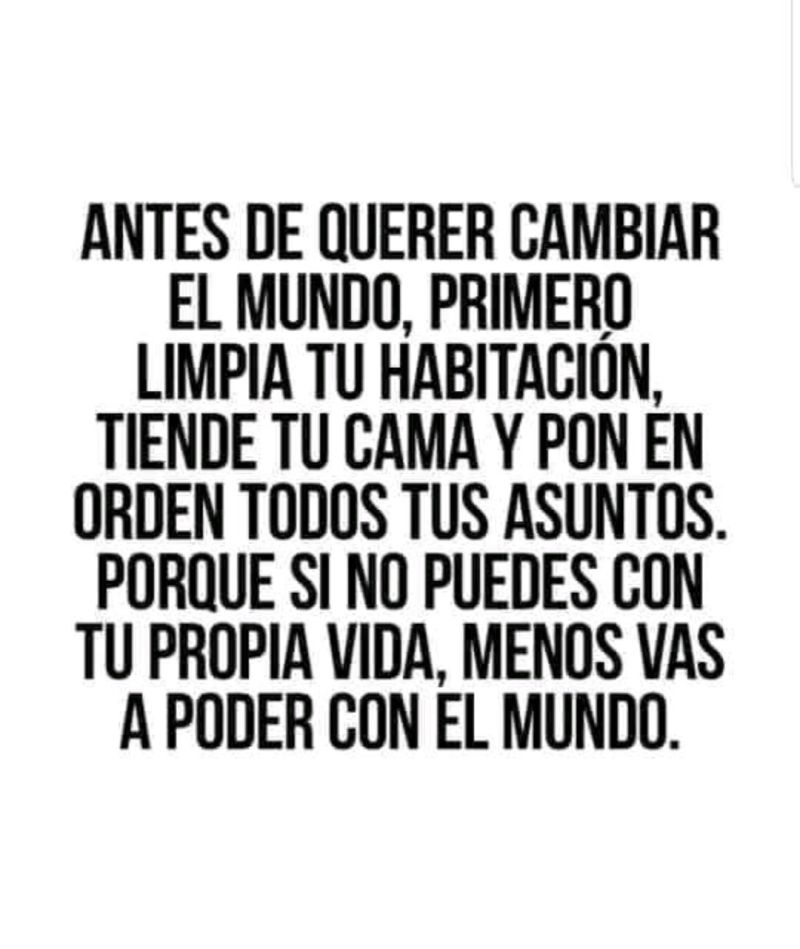 ANTES DE QUERER CAMBIAR
EL MUNDO, PRIMERO
LIMPIA TU HABITACIÓN,
TIENDE TU CAMA Y PON EN
ORDEN TODOS TUS ASUNTOS.
PORQUE SI NO PUEDES CON
TU PROPIA VIDA, MENOS VAS
A PODER CON EL MUNDO.